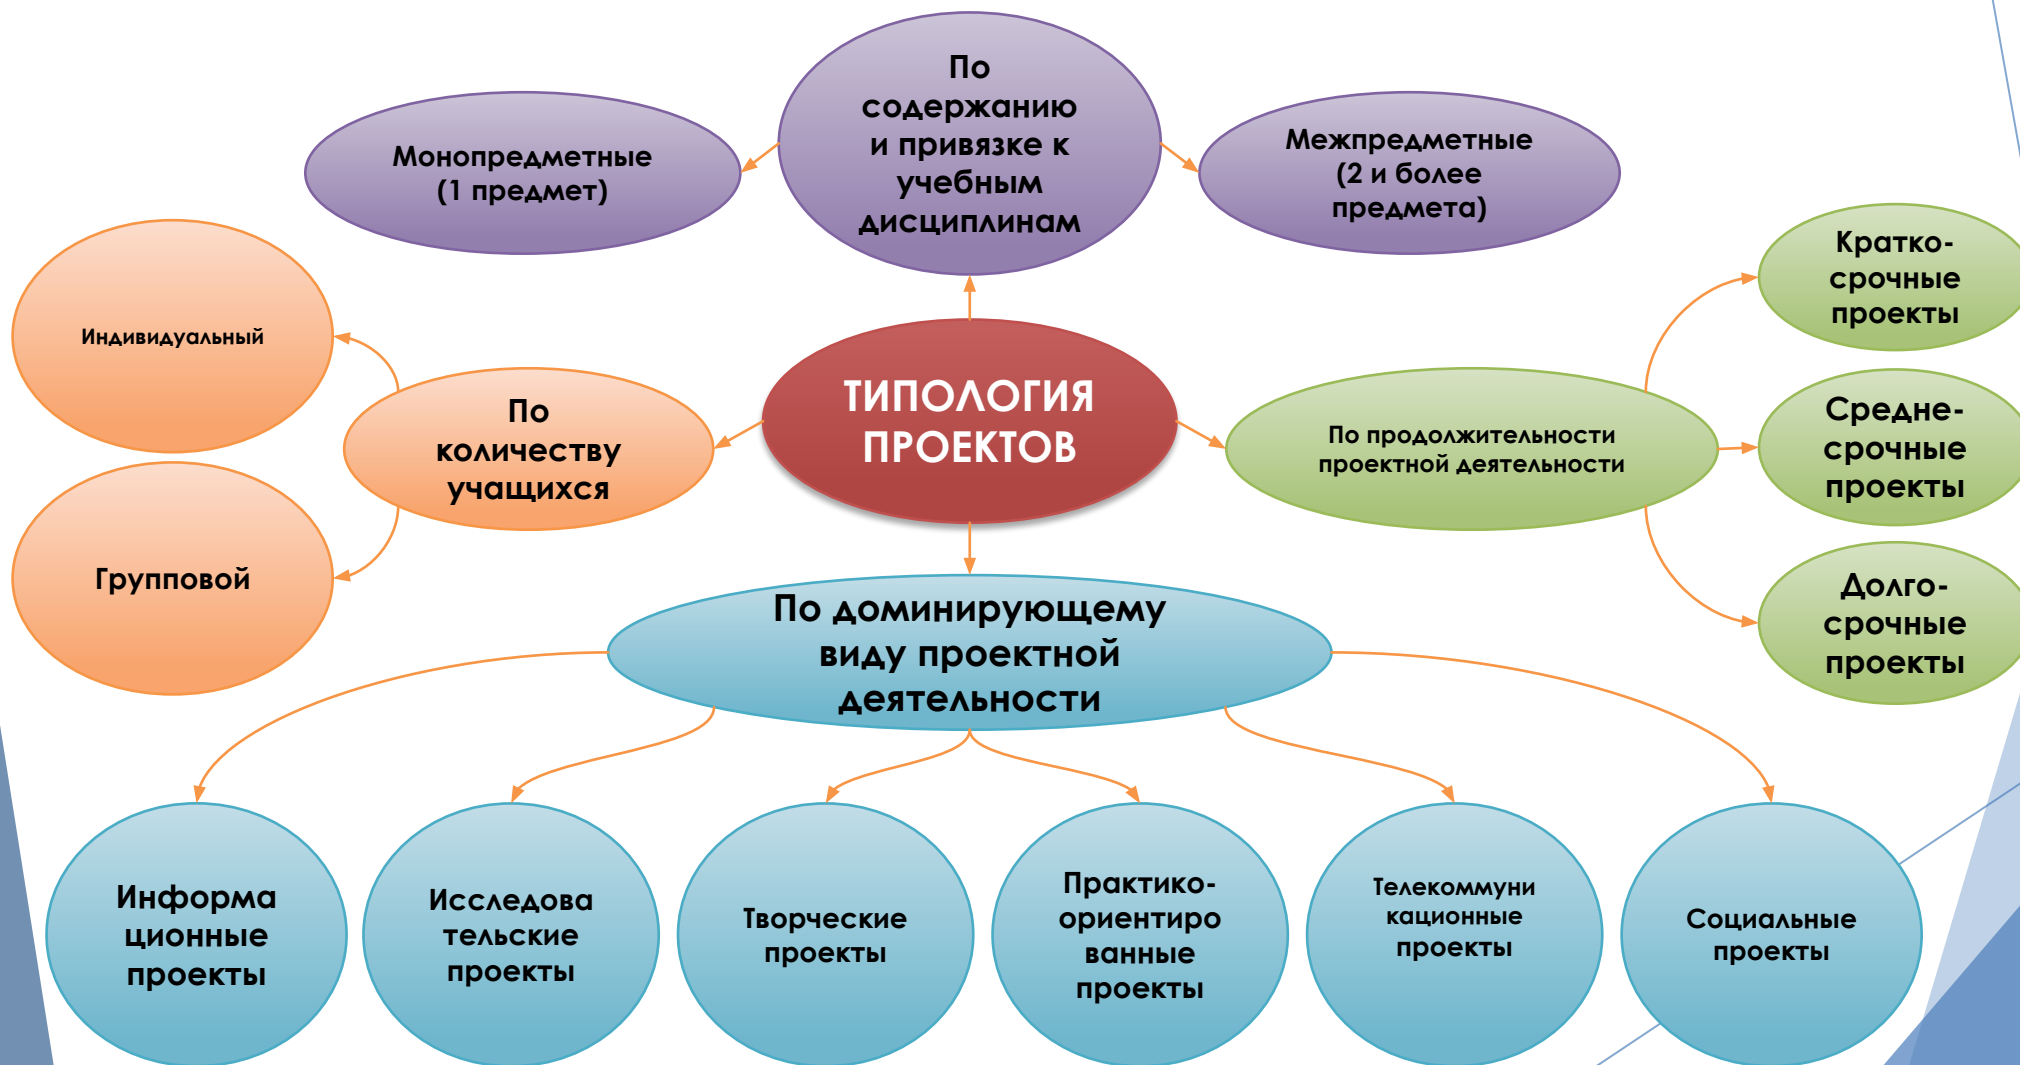 По
содержанию
и привязке к
учебным
дисциплинам
Монопредметные
(1 предмет)
Межпредметные
(2 и более
предмета)
Кратко-
срочные
проекты
Индивидуальный
По
количеству
учащихся
ТИПОЛОГИЯ
ПРОЕКТОВ
По продолжительности
проектной деятельности
Средне-
срочные
проекты
Групповой
Долго-
срочные
проекты
По доминирующему
виду проектной
деятельности
Информа
ционные
проекты
Исследова
тельские
проекты
Творческие
проекты
Практико-
ориентиро
ванные
проекты
Телекоммуни
кационные
проекты
Социальные
проекты